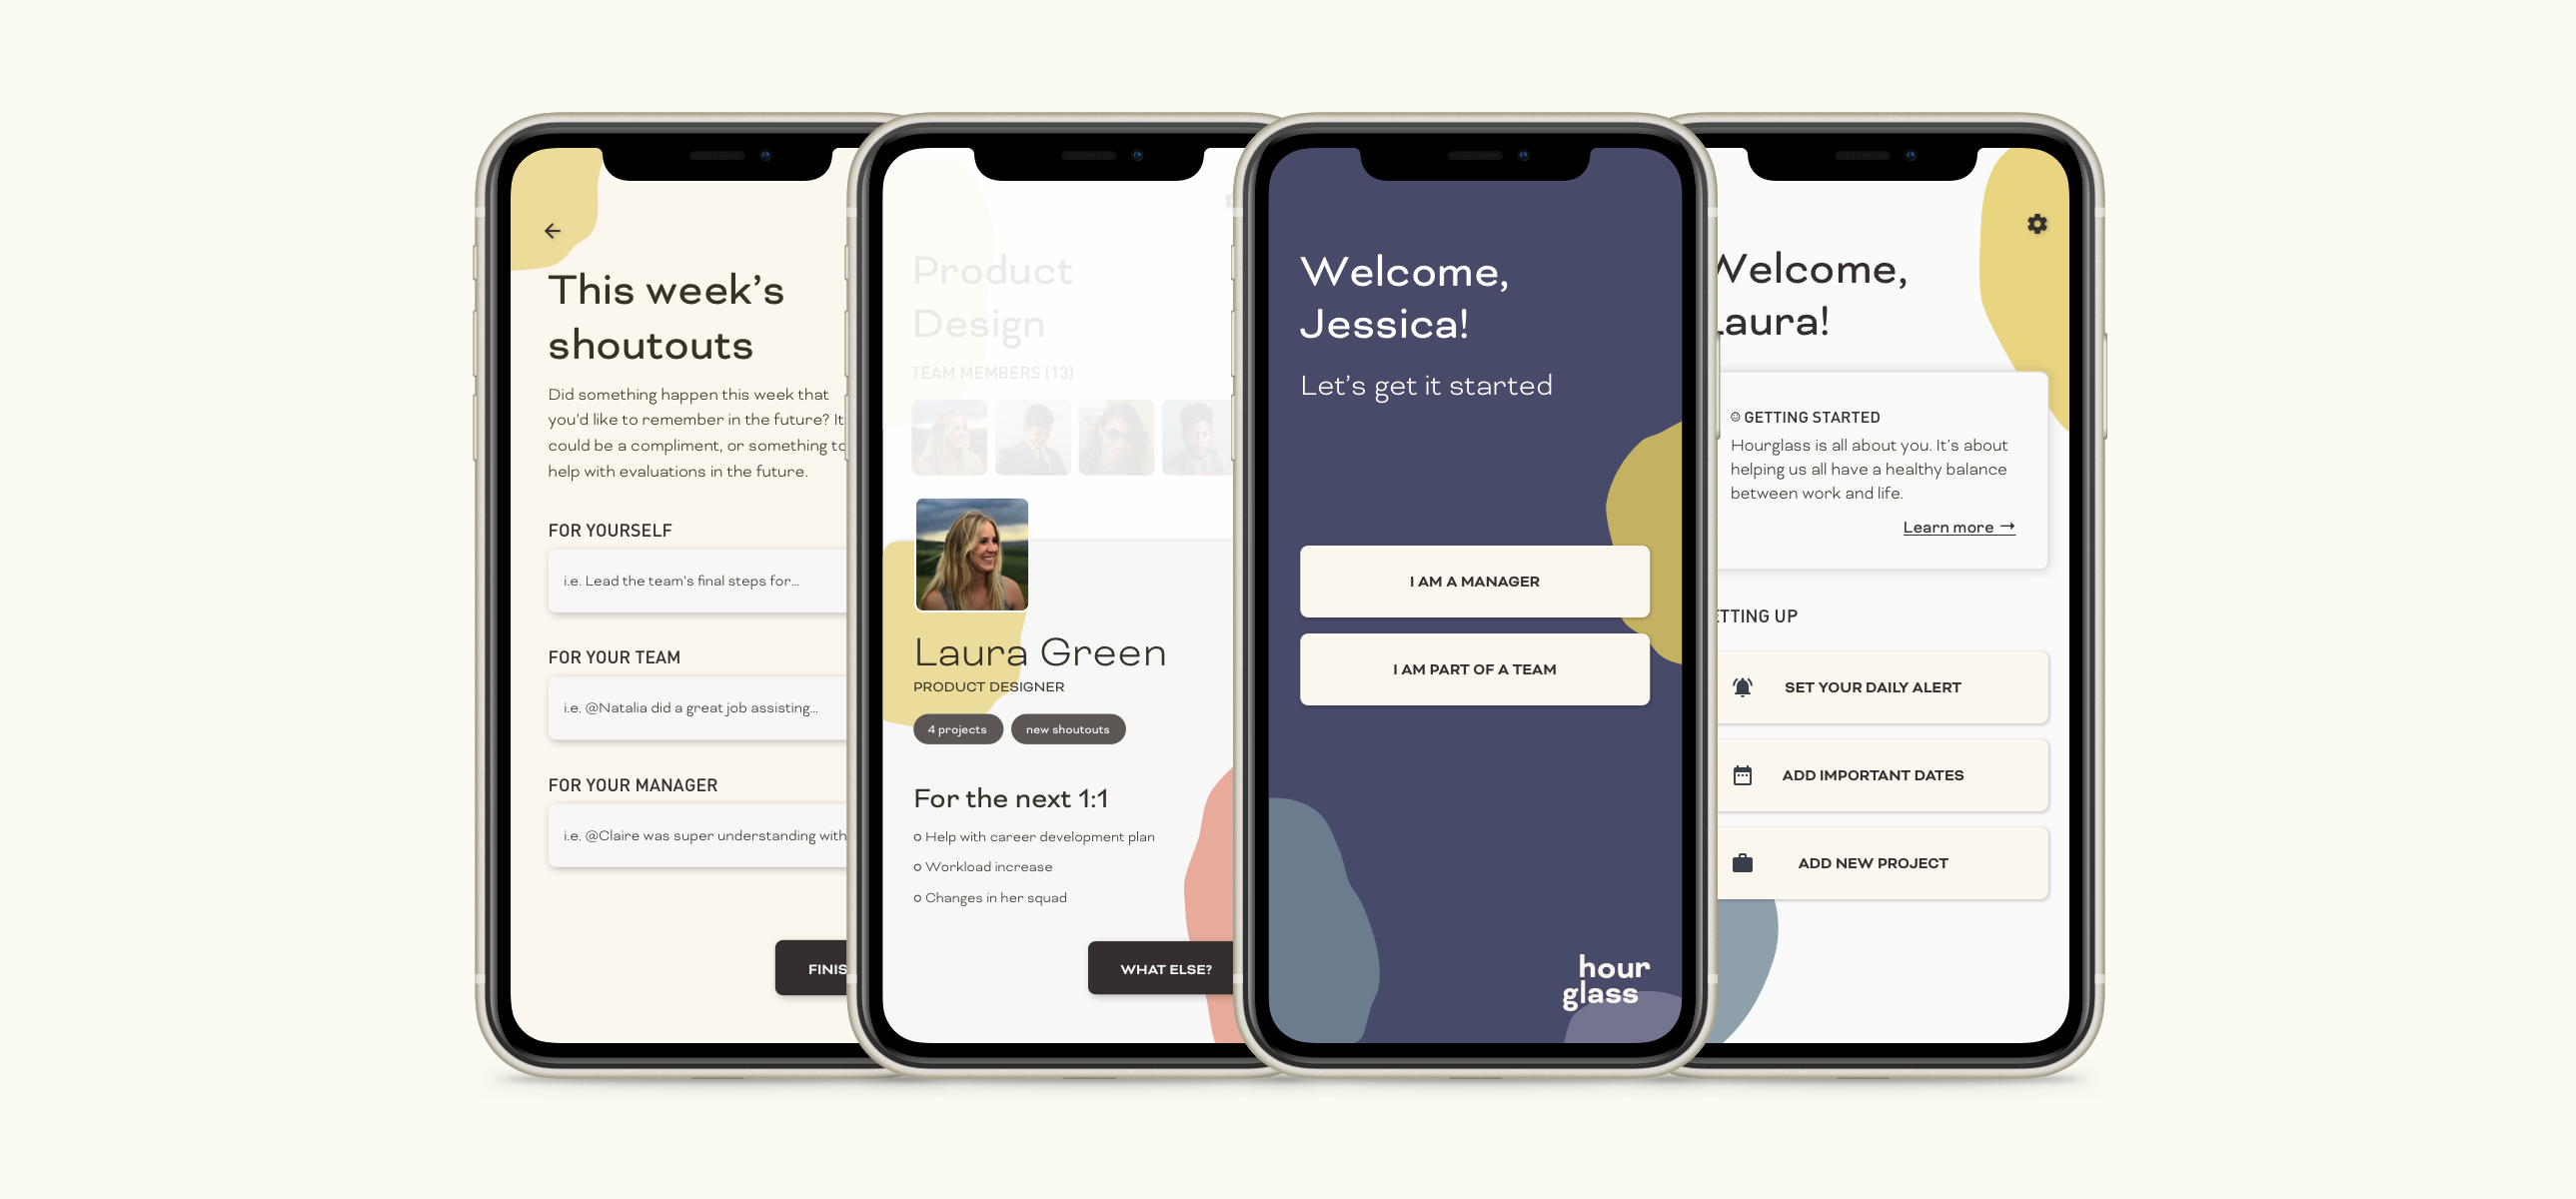 This week's
shoutouts
Did something happen this week that
you'd like to remember in the future? It
could be a compliment, or something to
help with evaluations in the future.
FOR YOURSELF
i.e. Lead the team's final steps for...
FOR YOUR TEAM
i.e. @Natalia did a great job assisting...
FOR YOUR MANAGER
i.e. @Claire was super understanding with
FINIS
Product
Design
TEAM MEMBERS (13)
Laura Green
PRODUCT DESIGNER
4 projects
new shoutouts
For the next 1:1
Help with career development plan
Workload increase
Changes in her squad
WHAT ELSE?
Welcome,
Jessica!
Let's get it started
I AM A MANAGER
I AM PART OF A TEAM
hour
glass
Welcome,
Laura!
GETTING STARTED
Hourglass is all about you. It's about
helping us all have a healthy balance
between work and life.
Learn more →
ETTING UP
SET YOUR DAILY ALERT
ADD IMPORTANT DATES
ADD NEW PROJECT